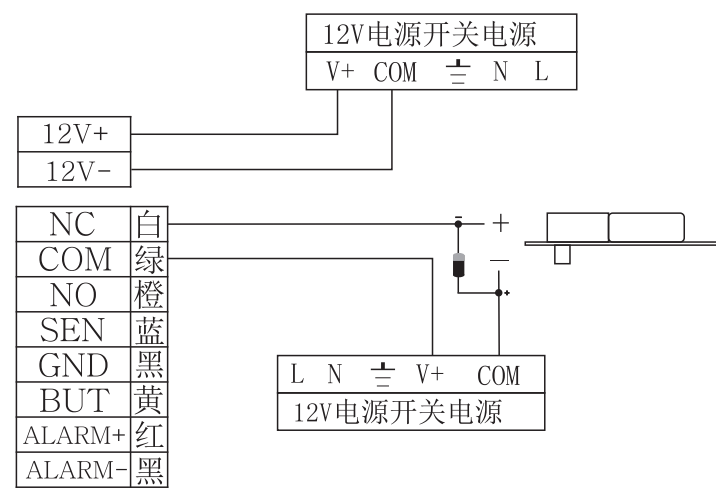 12V电源开关电源
V+ COM N L
12V+
12V-
NC 白
COM 绿
NO 橙
SEN 蓝
GND 黑
BUT 黄
ALARM+ 红
ALARM- 黑
- +
-
+
L N V+ COM
12V电源开关电源